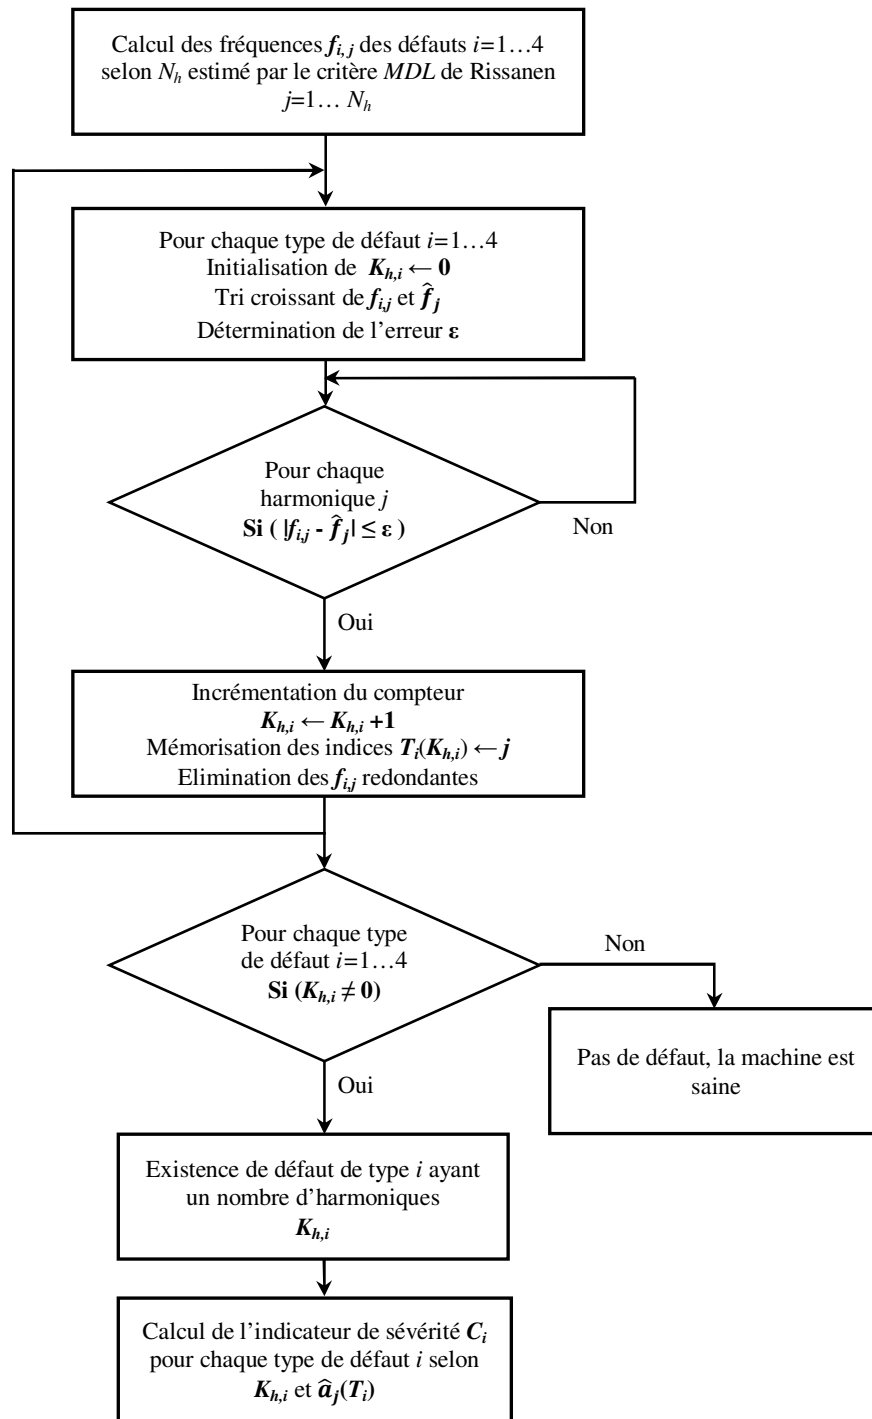 Calcul des fréquences f_{i,j} des défauts i=1…4
selon N_h estimé par le critère MDL de Rissanen
j=1… N_h
Pour chaque type de défaut i=1…4
Initialisation de K_{h,i} ← 0
Tri croissant de f_{i,j} et f̂_j
Détermination de l'erreur ε
Pour chaque
harmonique j
Si ( |f_{i,j} - f̂_j| ≤ ε )
Non
Oui
Incrémentation du compteur
K_{h,i} ← K_{h,i} +1
Mémorisation des indices T_i(K_{h,i}) ← j
Elimination des f_{i,j} redondantes
Pour chaque type
de défaut i=1…4
Si (K_{h,i} ≠ 0)
Non
Pas de défaut, la machine est
saine
Oui
Existence de défaut de type i ayant
un nombre d'harmoniques
K_{h,i}
Calcul de l'indicateur de sévérité C_i
pour chaque type de défaut i selon
K_{h,i} et â_j(T_i)